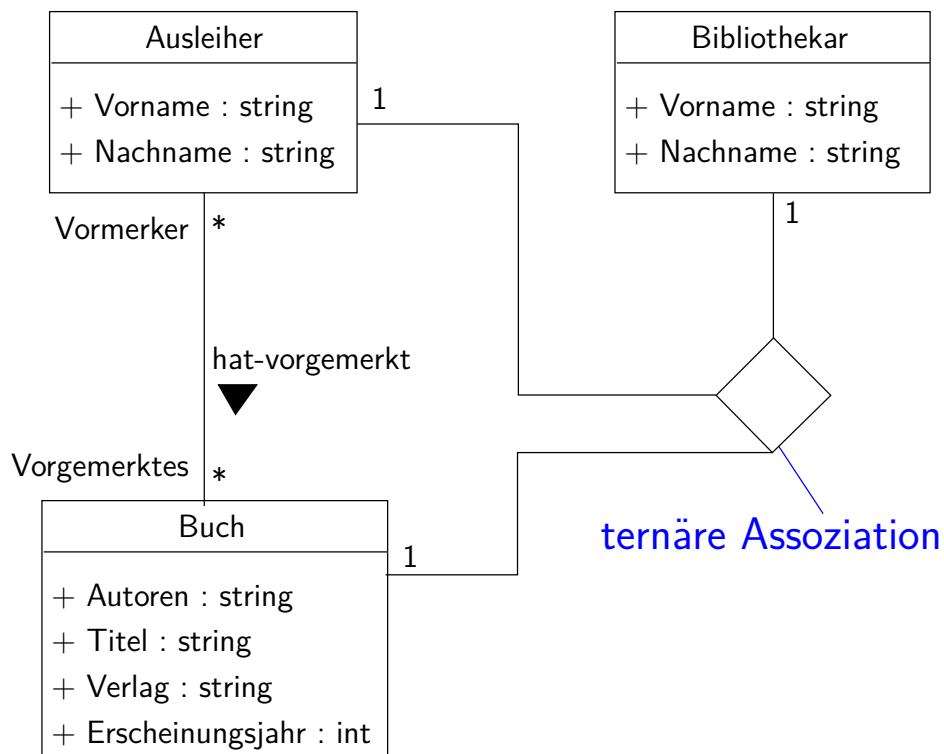 Ausleiher
+ Vorname : string
+ Nachname : string
1
Bibliothekar
+ Vorname : string
+ Nachname : string
1
Vormerker
*
hat-vorgemerkt
Vorgemerktes
*
ternäre Assoziation
Buch
1
+ Autoren : string
+ Titel : string
+ Verlag : string
+ Erscheinungsjahr : int